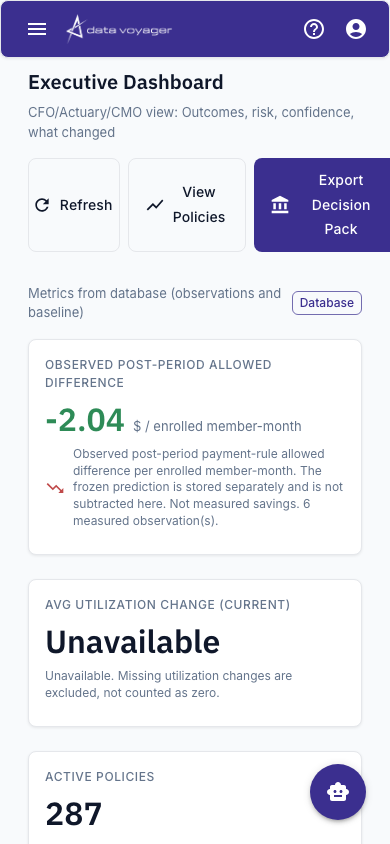 data voyager
Executive Dashboard
CFO/Actuary/CMO view: Outcomes, risk, confidence,
what changed
Refresh
View
Policies
Export
Decision
Pack
Metrics from database (observations and
baseline)
Database
OBSERVED POST-PERIOD ALLOWED
DIFFERENCE
-2.04 $ / enrolled member-month
Observed post-period payment-rule allowed
difference per enrolled member-month. The
frozen prediction is stored separately and is not
subtracted here. Not measured savings. 6
measured observation(s).
AVG UTILIZATION CHANGE (CURRENT)
Unavailable
Unavailable. Missing utilization changes are
excluded, not counted as zero.
ACTIVE POLICIES
287